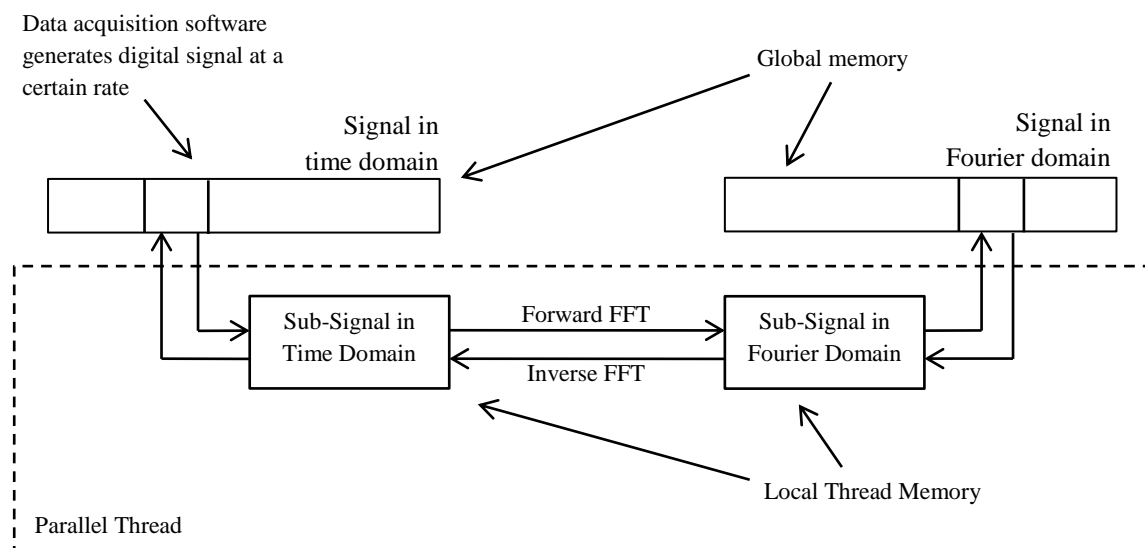 Data acquisition software
generates digital signal at a
certain rate
Global memory
Signal in
time domain
Signal in
Fourier domain
Sub-Signal in
Time Domain
Forward FFT
Inverse FFT
Sub-Signal in
Fourier Domain
Local Thread Memory
Parallel Thread